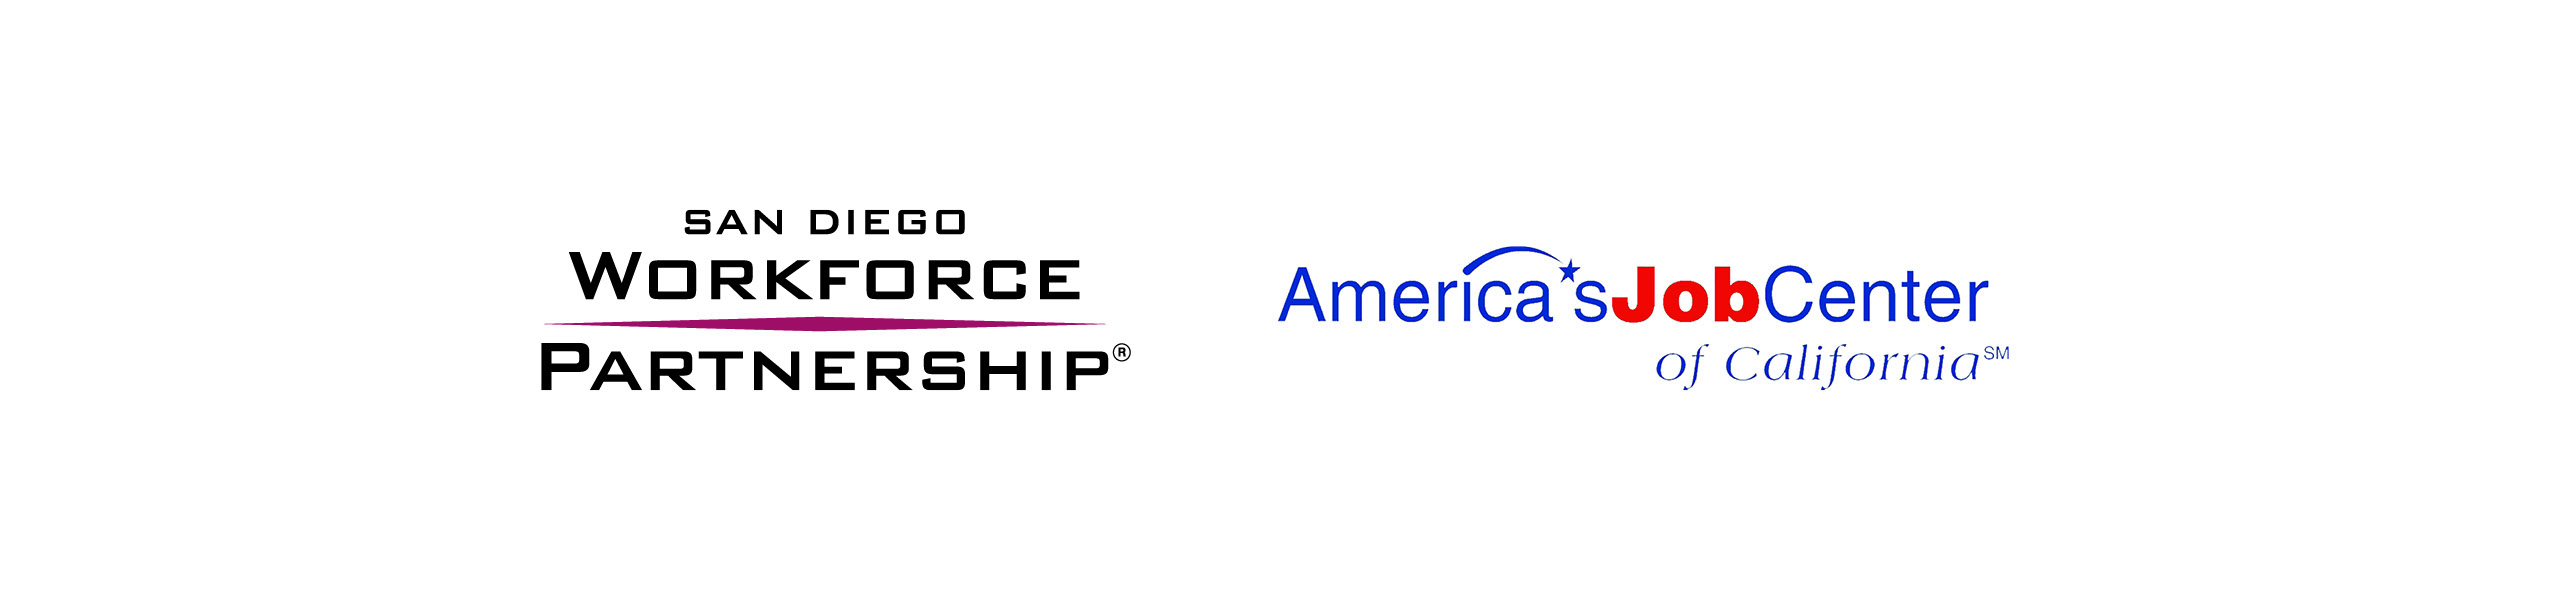 SAN DIEGO
WORKFORCE
PARTNERSHIP®
America'sJobCenter
of California℠